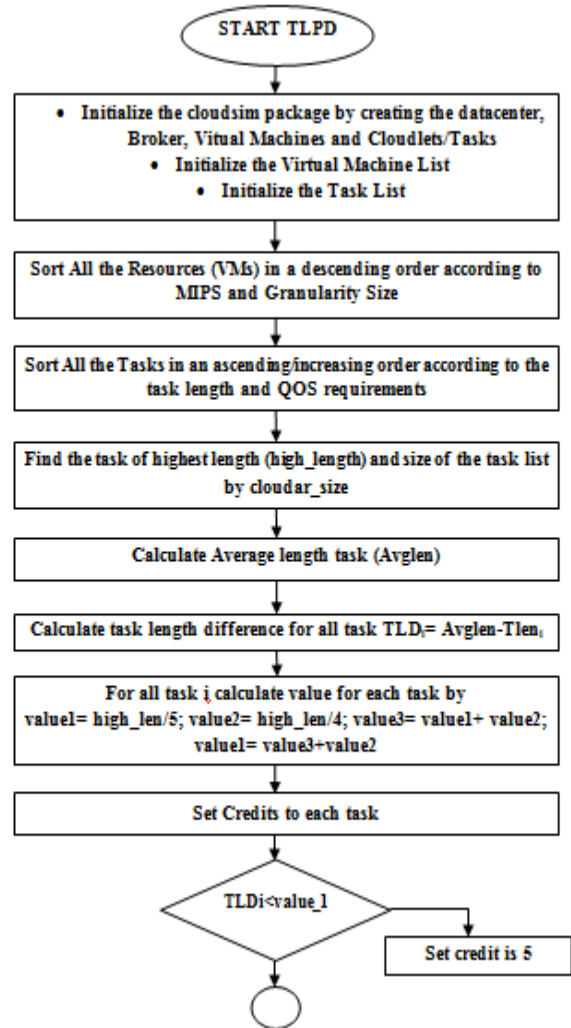 START TLPD
• Initialize the cloudsim package by creating the datacenter,
Broker, Vitual Machines and Cloudlets/Tasks
• Initialize the Virtual Machine List
• Initialize the Task List
Sort All the Resources (VMs) in a descending order according to
MIPS and Granularity Size
Sort All the Tasks in an ascending/increasing order according to the
task length and QOS requirements
Find the task of highest length (high_length) and size of the task list
by cloudar_size
Calculate Average length task (Avglen)
Calculate task length difference for all task TLDᵢ= Avglen-Tlenᵢ
For all task i, calculate value for each task by
value1= high_len/5; value2= high_len/4; value3= value1+ value2;
value1= value3+value2
Set Credits to each task
TLDi<value_1
Set credit is 5